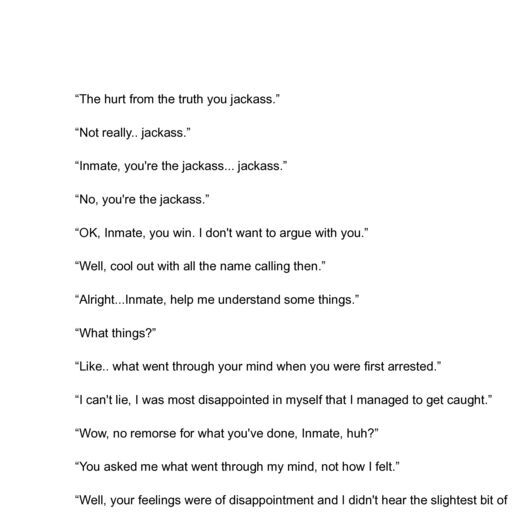 “The hurt from the truth you jackass.”
“Not really.. jackass.”
“Inmate, you're the jackass... jackass.”
“No, you're the jackass.”
“OK, Inmate, you win. I don't want to argue with you.”
“Well, cool out with all the name calling then.”
“Alright...Inmate, help me understand some things.”
“What things?”
“Like.. what went through your mind when you were first arrested.”
“I can't lie, I was most disappointed in myself that I managed to get caught.”
“Wow, no remorse for what you've done, Inmate, huh?”
“You asked me what went through my mind, not how I felt.”
“Well, your feelings were of disappointment and I didn't hear the slightest bit of